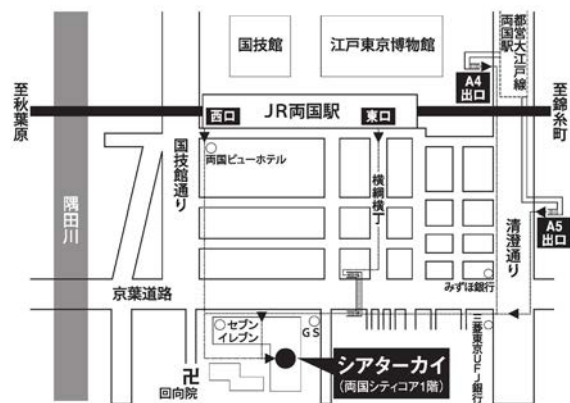 国技館
江戸東京博物館
都営大江戸線
両国駅
A4
出口
至秋葉原
西口
JR両国駅
東口
至錦糸町
国技館通り
両国ビューホテル
横綱横丁
隅田川
清澄通り
A5
出口
みずほ銀行
京葉道路
セブン
イレブン
GS
三菱東京UFJ銀行
シアターカイ
(両国シティコア1階)
卍
回向院